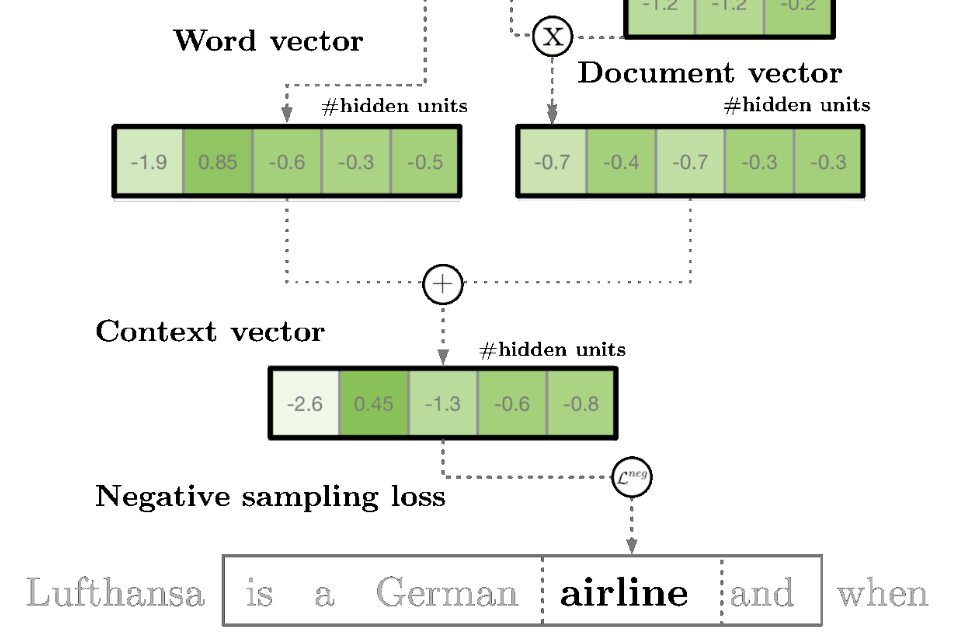 -1.2 -1.2 -0.2
Word vector
X
Document vector
#hidden units
#hidden units
-1.9 0.85 -0.6 -0.3 -0.5
-0.7 -0.4 -0.7 -0.3 -0.3
+
Context vector
#hidden units
-2.6 0.45 -1.3 -0.6 -0.8
ℒⁿᵉᵍ
Negative sampling loss
Lufthansa is a German airline and when